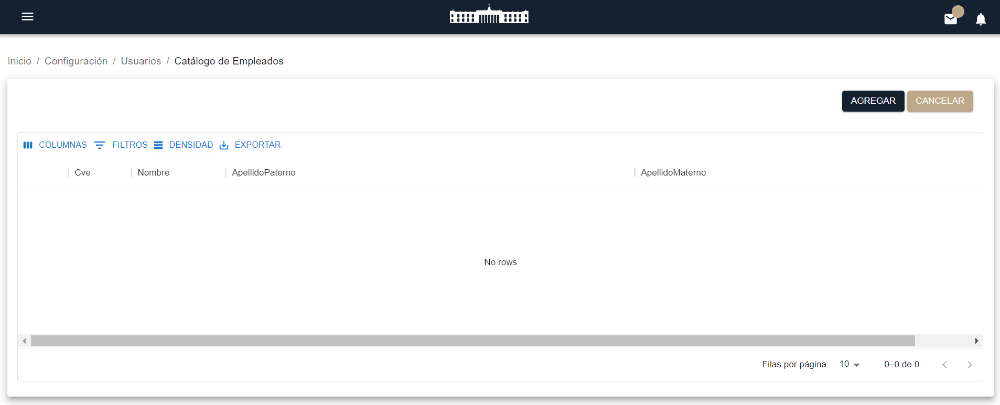 Inicio / Configuración / Usuarios / Catálogo de Empleados
AGREGAR CANCELAR
COLUMNAS FILTROS DENSIDAD EXPORTAR
Cve Nombre ApellidoPaterno ApellidoMaterno
No rows
Filas por página: 10 0–0 de 0